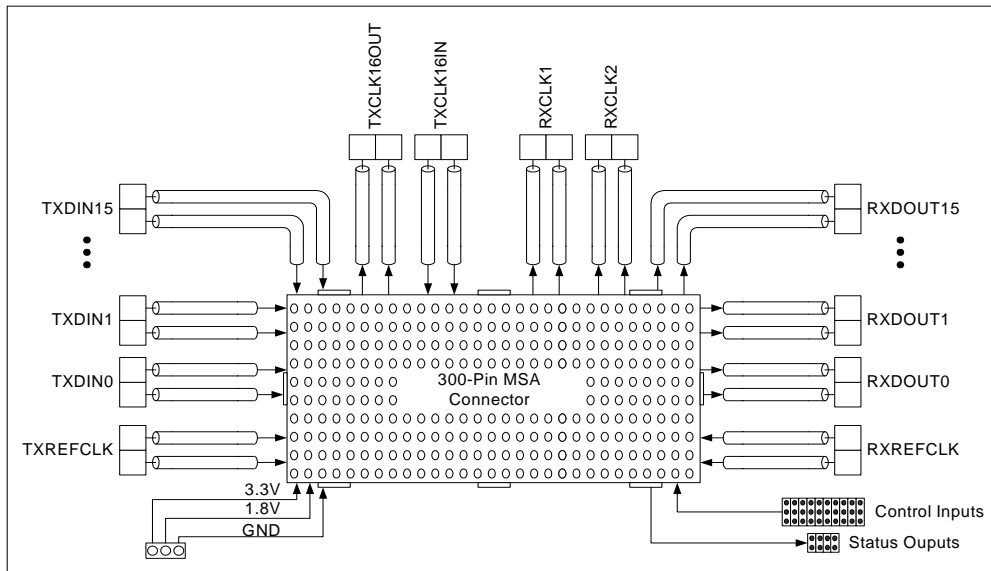 TXCLK16OUT
TXCLK16IN
RXCLK1
RXCLK2
TXDIN15
RXDOUT15
TXDIN1
RXDOUT1
TXDIN0
300-Pin MSA
Connector
RXDOUT0
TXREFCLK
RXREFCLK
3.3V
1.8V
GND
Control Inputs
Status Ouputs